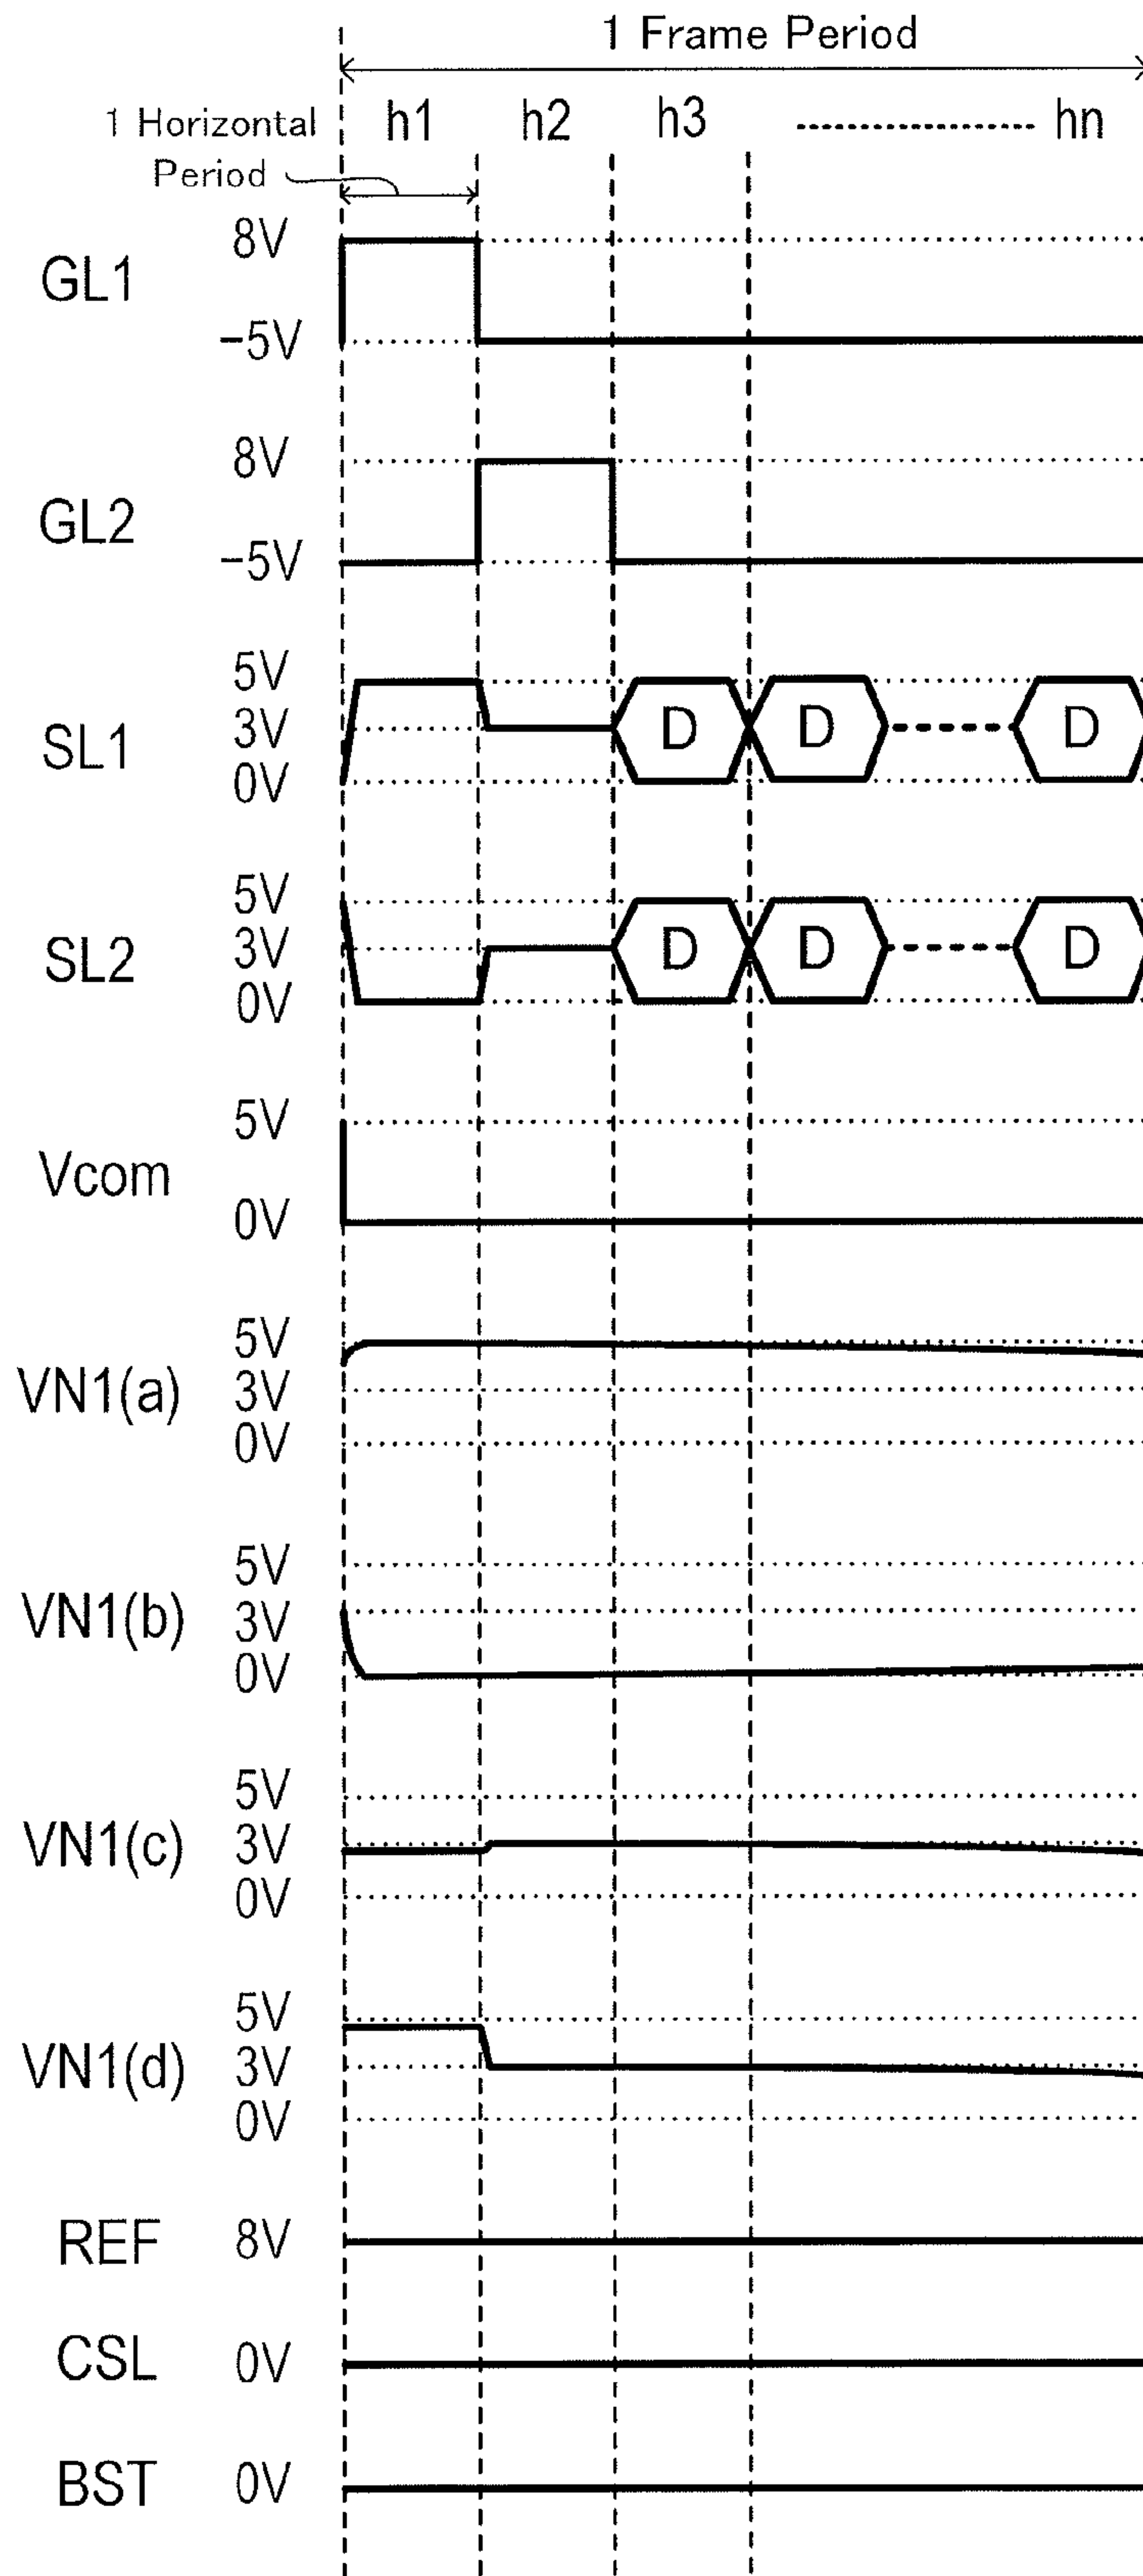 1 Frame Period
1 Horizontal Period
h1 h2 h3 hn
GL1 8V -5V
GL2 8V -5V
SL1 5V 3V 0V D D D
SL2 5V 3V 0V D D D
Vcom 5V 0V
VN1(a) 5V 3V 0V
VN1(b) 5V 3V 0V
VN1(c) 5V 3V 0V
VN1(d) 5V 3V 0V
REF 8V
CSL 0V
BST 0V